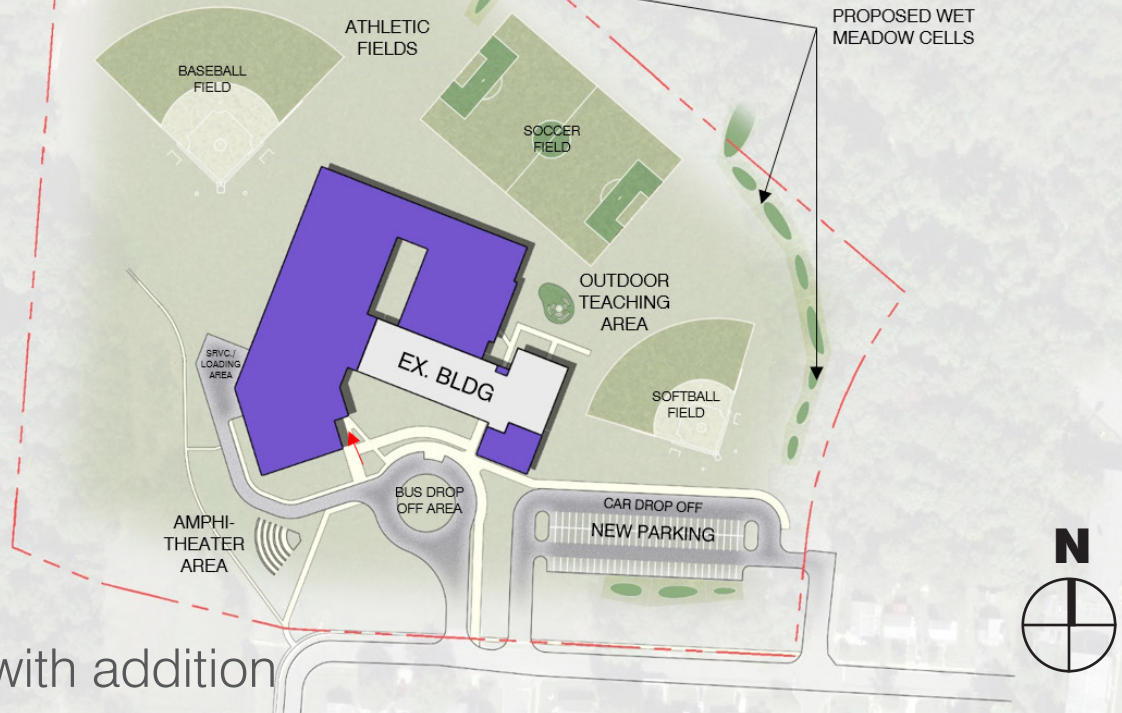 PROPOSED WET
MEADOW CELLS
ATHLETIC
FIELDS
BASEBALL
FIELD
SOCCER
FIELD
OUTDOOR
TEACHING
AREA
SRVC./
LOADING
AREA
EX. BLDG
SOFTBALL
FIELD
BUS DROP
OFF AREA
CAR DROP OFF
NEW PARKING
AMPHI-
THEATER
AREA
N
with addition